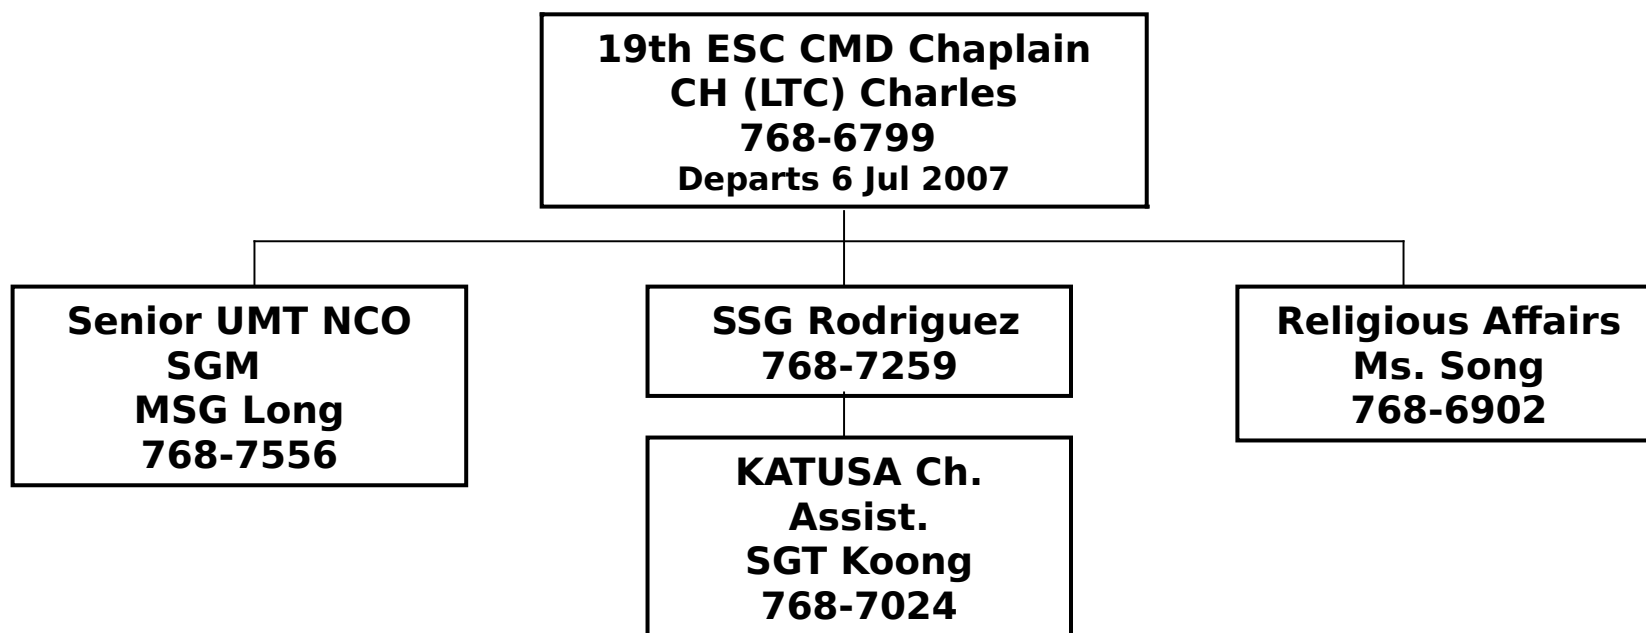 19th ESC CMD Chaplain
CH (LTC) Charles
768-6799
Departs 6 Jul 2007
Senior UMT NCO
SGM
MSG Long
768-7556
SSG Rodriguez
768-7259
Religious Affairs
Ms. Song
768-6902
KATUSA Ch.
Assist.
SGT Koong
768-7024